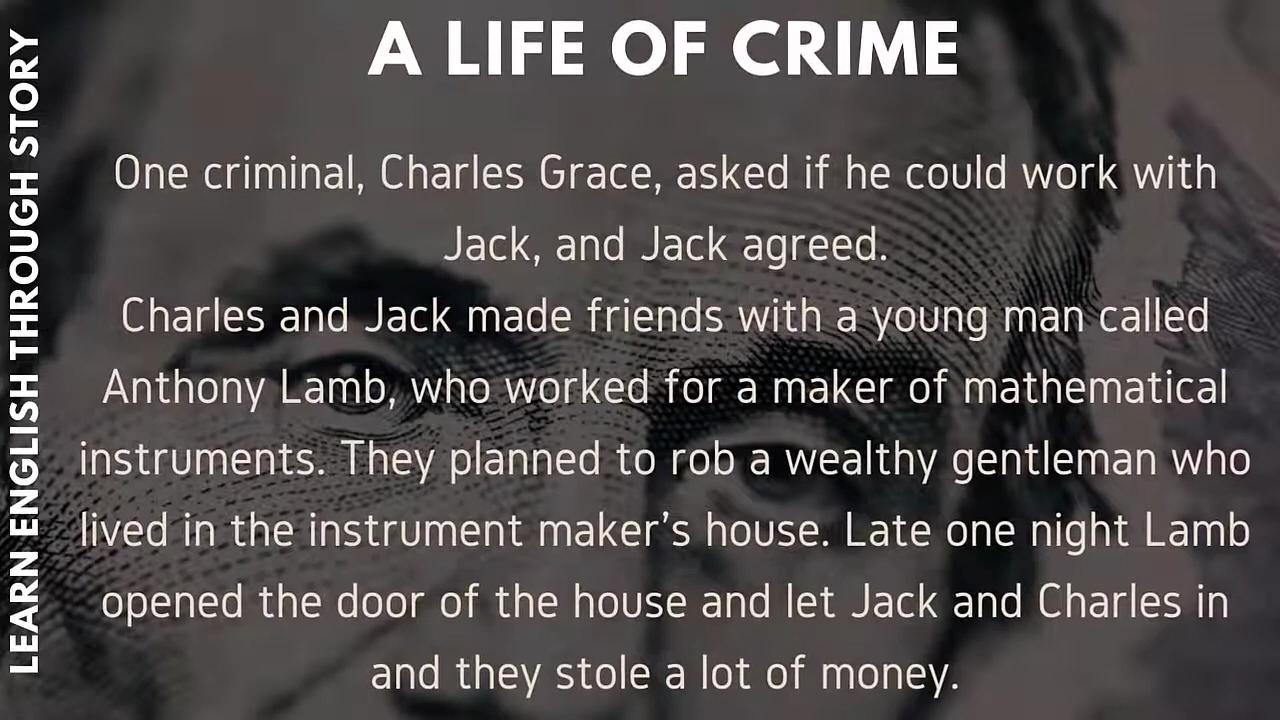 A LIFE OF CRIME
One criminal, Charles Grace, asked if he could work with
Jack, and Jack agreed.
Charles and Jack made friends with a young man called
Anthony Lamb, who worked for a maker of mathematical
instruments. They planned to rob a wealthy gentleman who
lived in the instrument maker’s house. Late one night Lamb
opened the door of the house and let Jack and Charles in
and they stole a lot of money.
LEARN ENGLISH THROUGH STORY